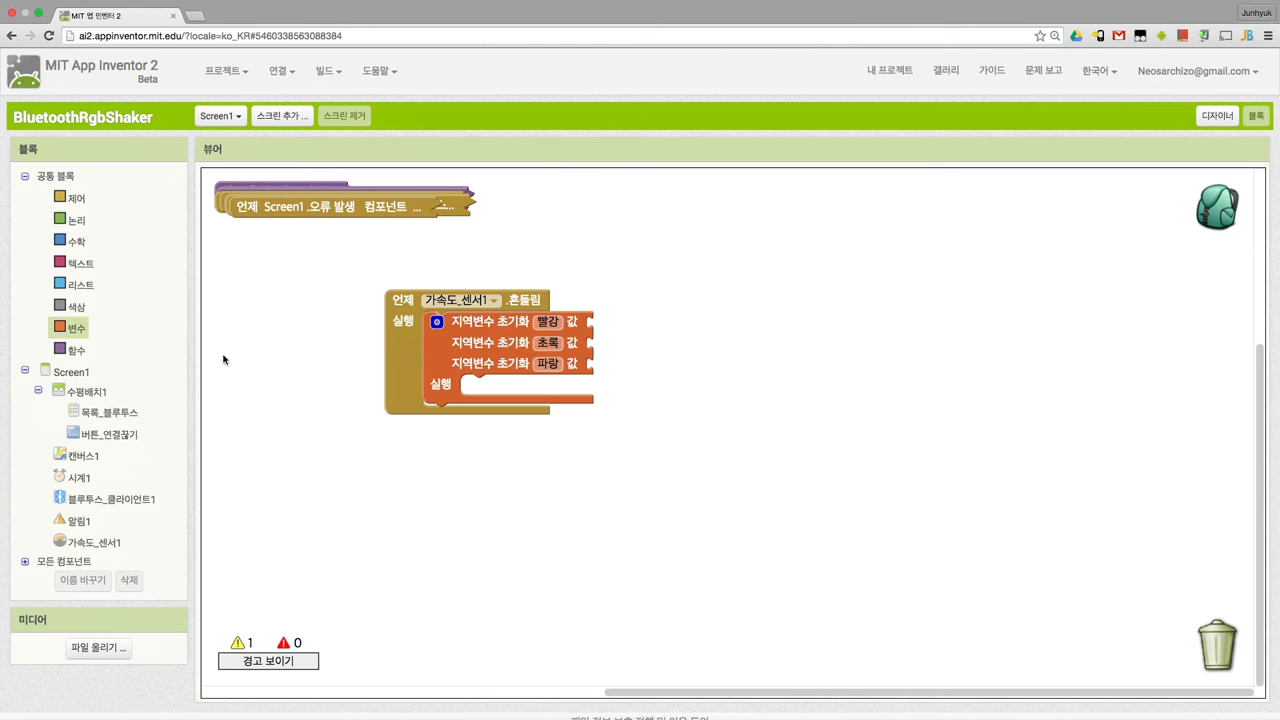 MIT 앱 인벤터 2
Junhyuk
ai2.appinventor.mit.edu/?locale=ko_KR#5460338563088384
MIT App Inventor 2
Beta
프로젝트 연결 빌드 도움말
내 프로젝트 갤러리 가이드 문제 보고 한국어 Neosarchizo@gmail.com
BluetoothRgbShaker
Screen1 스크린 추가 ... 스크린 제거
디자이너 블록
블록
뷰어
공통 블록
제어
논리
수학
텍스트
리스트
색상
변수
함수
Screen1
수평배치1
목록_블루투스
버튼_연결끊기
캔버스1
시계1
블루투스_클라이언트1
알림1
가속도_센서1
모든 컴포넌트
이름 바꾸기 삭제
미디어
파일 올리기 ...
언제 Screen1 .오류 발생 컴포넌트 ...
언제 가속도_센서1 .흔들림
실행 지역변수 초기화 빨강 값
지역변수 초기화 초록 값
지역변수 초기화 파랑 값
실행
1 0
경고 보이기